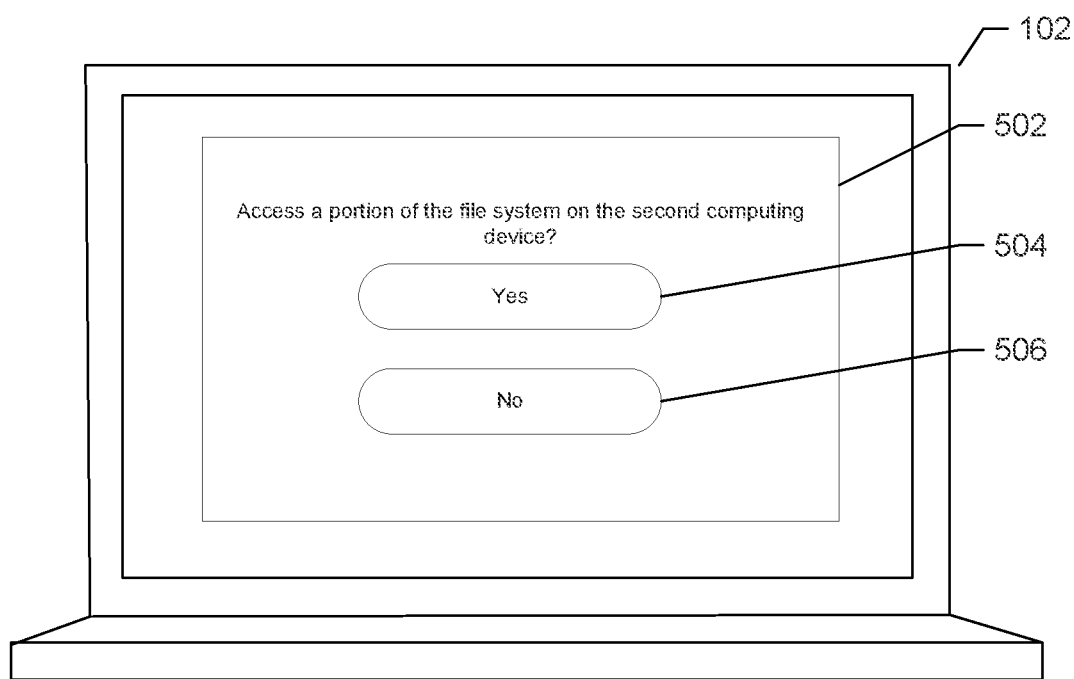 102
502
Access a portion of the file system on the second computing
device?
504
Yes
506
No